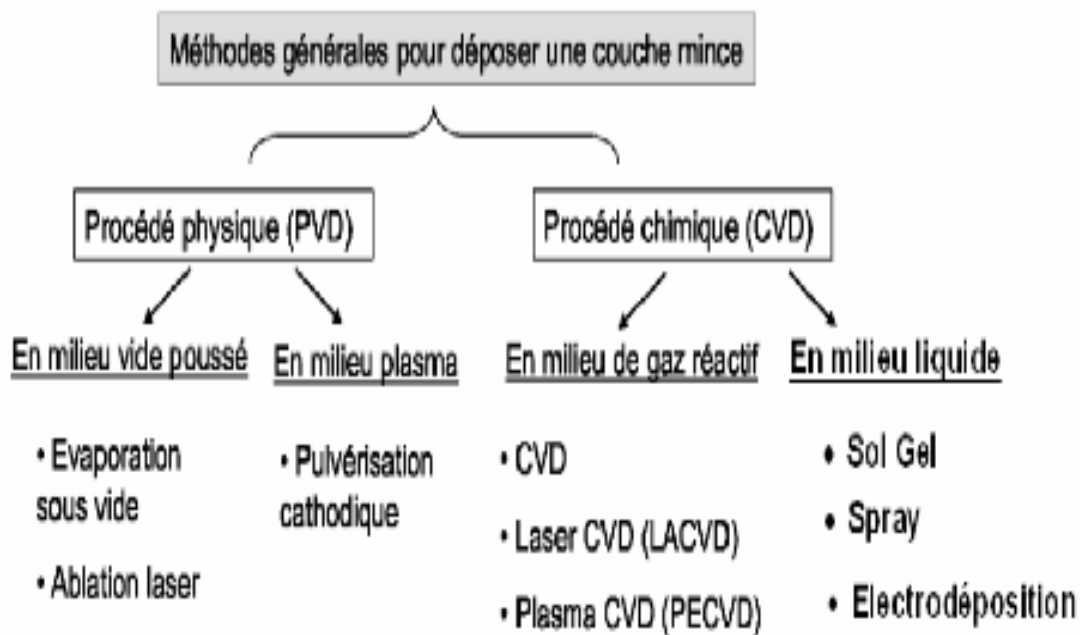 Méthodes générales pour déposer une couche mince
Procédé physique (PVD)
Procédé chimique (CVD)
En milieu vide poussé
En milieu plasma
En milieu de gaz réactif
En milieu liquide
• Evaporation
sous vide
• Ablation laser
• Pulvérisation
cathodique
• CVD
• Laser CVD (LACVD)
• Plasma CVD (PECVD)
• Sol Gel
• Spray
• Electrodéposition